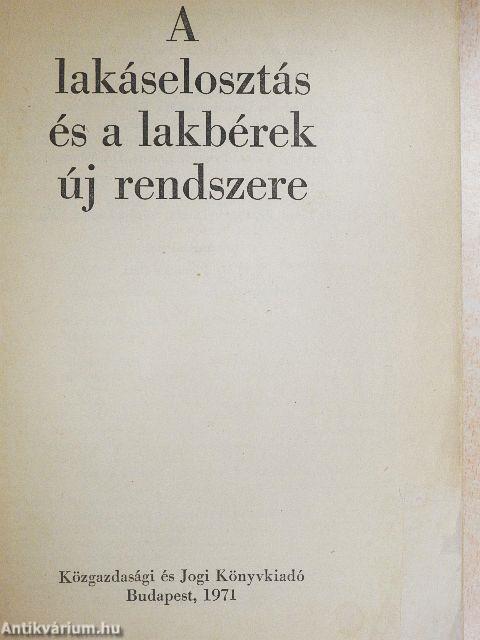 A
lakáselosztás
és a lakbérek
új rendszere
Közgazdasági és Jogi Könyvkiadó
Budapest, 1971
Antikvárium.hu